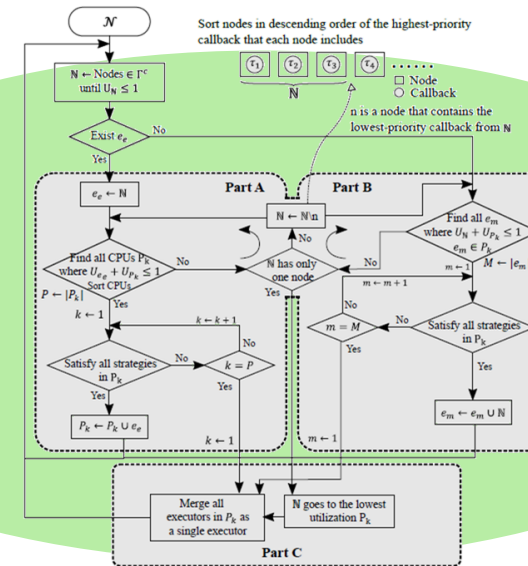 𝒩
Sort nodes in descending order of the highest-priority
callback that each node includes
τ₁ τ₂ τ₃ τ₄ ······
ℕ
Node
Callback
n is a node that contains the
lowest-priority callback from ℕ
ℕ ← Nodes ∈ Γᶜ
until U_ℕ ≤ 1
Exist eₑ
No
Yes
Part A
eₑ ← ℕ
Find all CPUs Pₖ
where U_eₑ + U_Pₖ ≤ 1
Sort CPUs
No
P ← |Pₖ|
Yes
k ← 1
k ← k + 1
Satisfy all strategies
in Pₖ
No
k = P
No
Yes
Yes
Pₖ ← Pₖ ∪ eₑ
k ← 1
ℕ ← ℕ\n
No
ℕ has only
one node
Yes
Part B
Find all eₘ
where U_ℕ + U_Pₖ ≤ 1
eₘ ∈ Pₖ
No
m ← 1
M ← |eₘ
m ← m + 1
No
m = M
No
Yes
Satisfy all strategies
in Pₖ
Yes
eₘ ← eₘ ∪ ℕ
m ← 1
Merge all
executors in Pₖ as
a single executor
ℕ goes to the lowest
utilization Pₖ
Part C